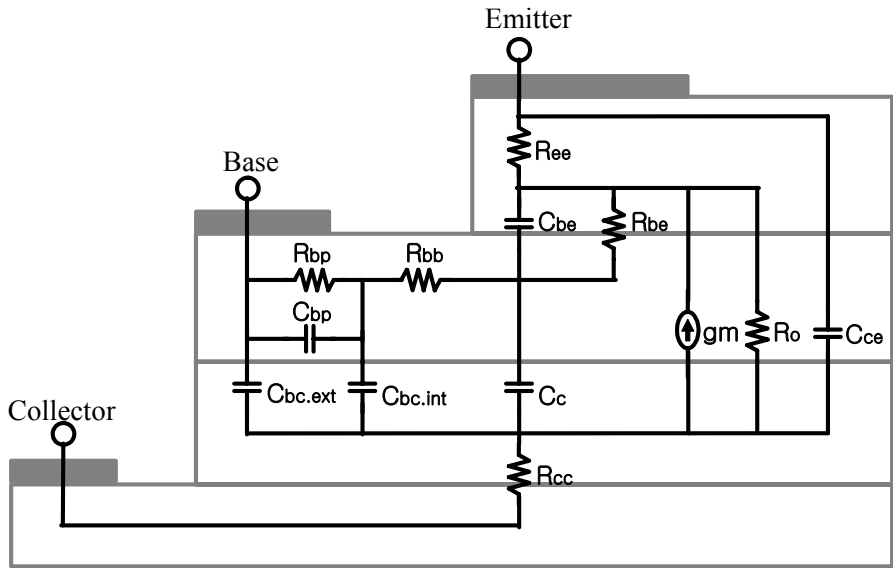 Emitter
Ree
Base
Cbe
Rbe
Rbp
Rbb
Cbp
gm
Ro
Cce
Cbc.ext
Cbc.int
Cc
Collector
Rcc